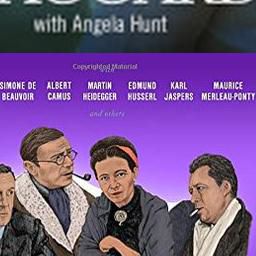 with Angela Hunt
Copyrighted Material
with
SIMONE DE BEAUVOIR
ALBERT CAMUS
MARTIN HEIDEGGER
EDMUND HUSSERL
KARL JASPERS
MAURICE MERLEAU-PONTY
and others